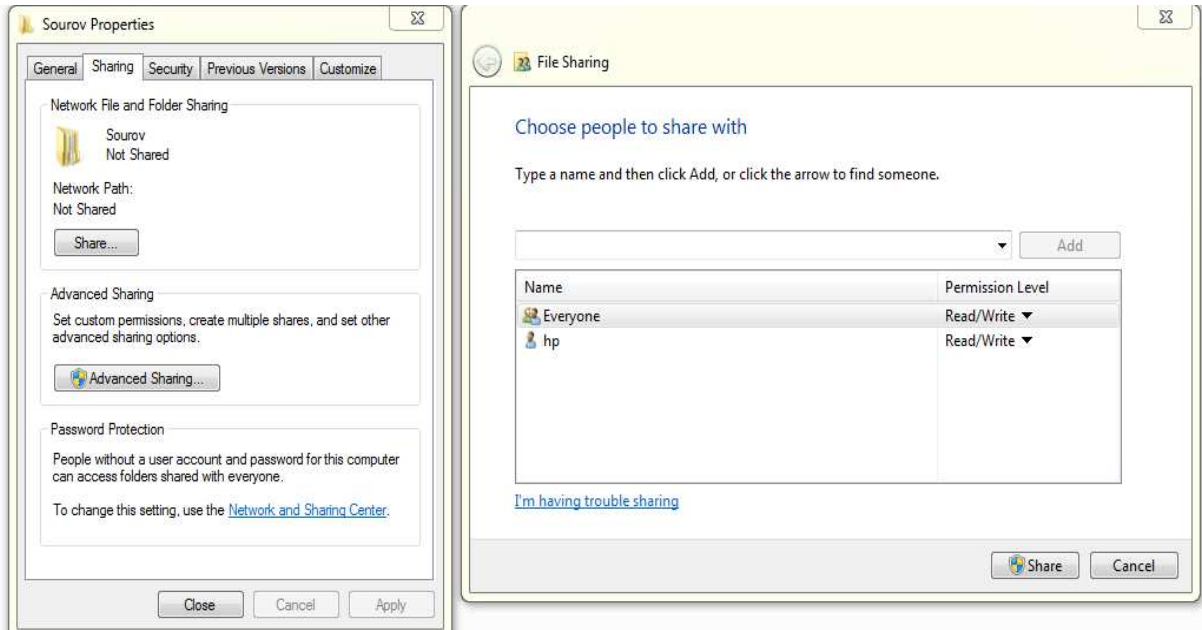 Sourov Properties
General Sharing Security Previous Versions Customize
Network File and Folder Sharing
Sourov
Not Shared
Network Path:
Not Shared
Share...
Advanced Sharing
Set custom permissions, create multiple shares, and set other
advanced sharing options.
Advanced Sharing...
Password Protection
People without a user account and password for this computer
can access folders shared with everyone.
To change this setting, use the Network and Sharing Center.
Close Cancel Apply
File Sharing
Choose people to share with
Type a name and then click Add, or click the arrow to find someone.
Add
Name Permission Level
Everyone Read/Write
hp Read/Write
I'm having trouble sharing
Share Cancel